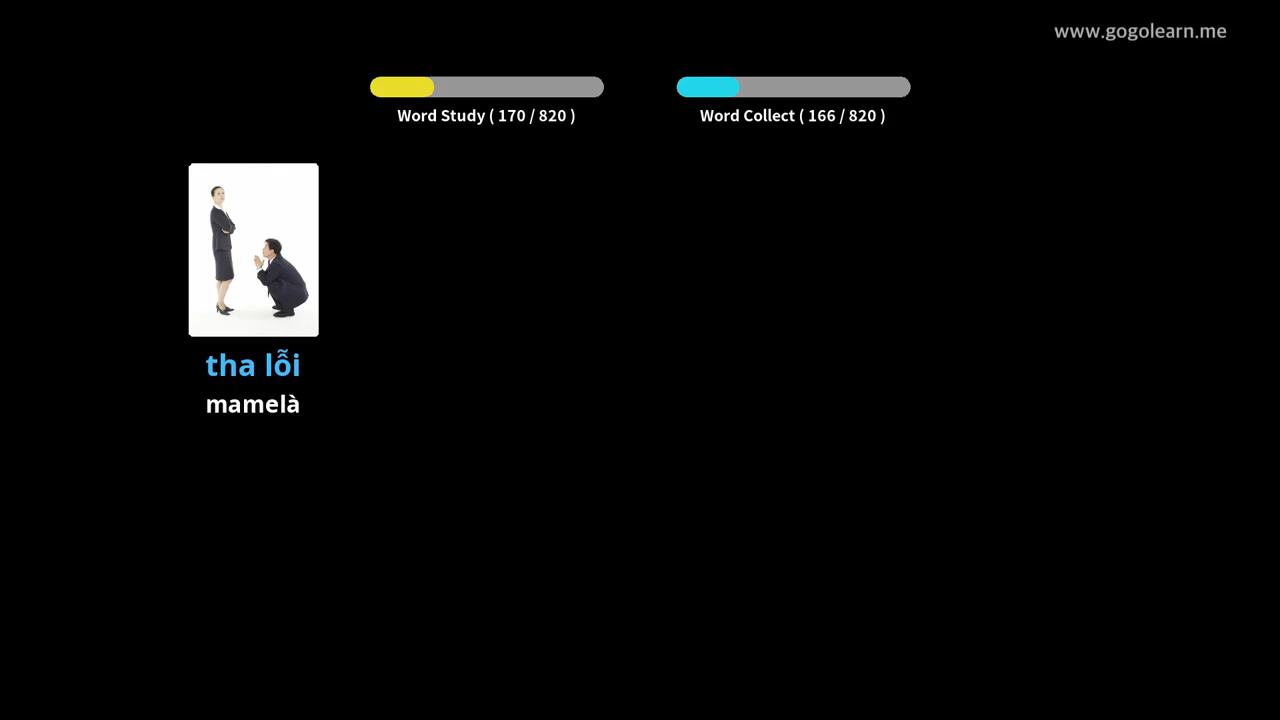 www.gogolearn.me
Word Study ( 170 / 820 )
Word Collect ( 166 / 820 )
tha lỗi
mamelà